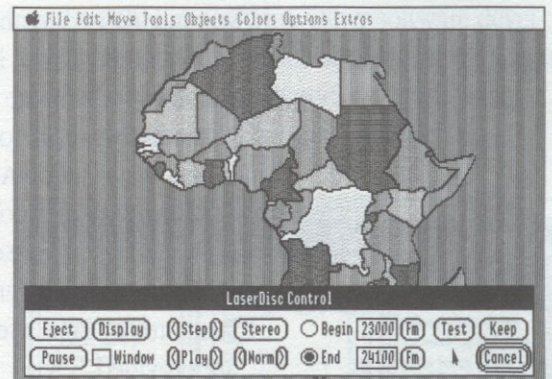 File Edit Move Tools Objects Colors Options Extras
LaserDisc Control
Eject Display Step Stereo Begin 23000 Fm Test Keep
Pause Window Play Norm End 24100 Fm Cancel